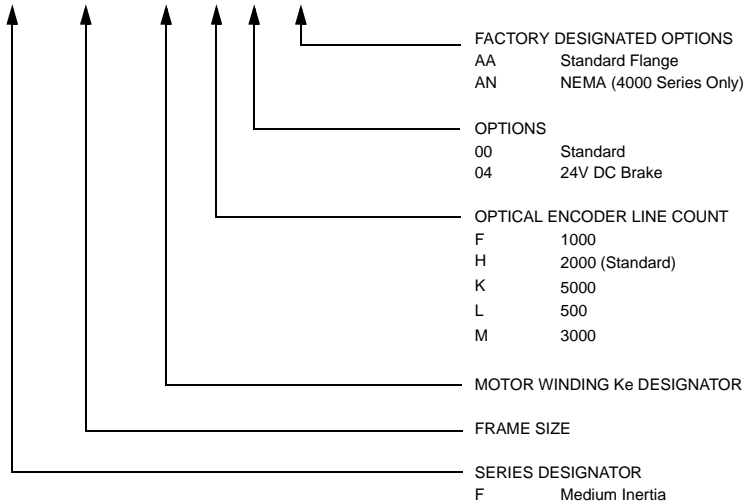 FACTORY DESIGNATED OPTIONS
AA Standard Flange
AN NEMA (4000 Series Only)
OPTIONS
00 Standard
04 24V DC Brake
OPTICAL ENCODER LINE COUNT
F 1000
H 2000 (Standard)
K 5000
L 500
M 3000
MOTOR WINDING Ke DESIGNATOR
FRAME SIZE
SERIES DESIGNATOR
F Medium Inertia